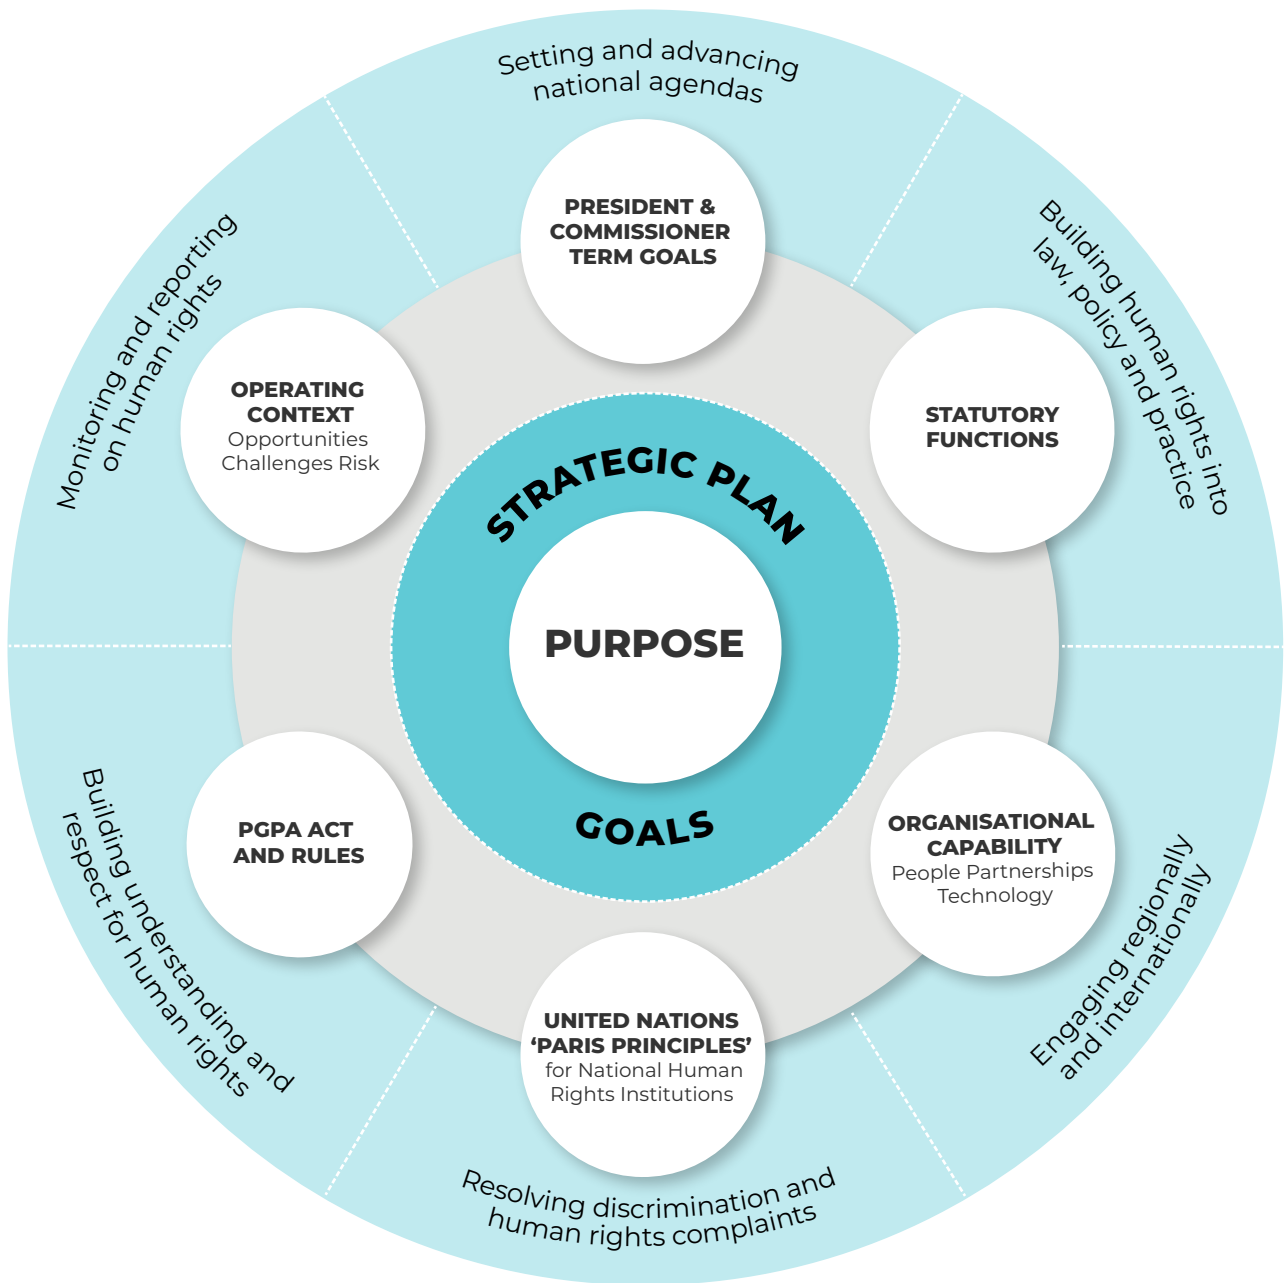 Setting and advancing
national agendas
Building human rights into
law, policy and practice
Engaging regionally
and internationally
Resolving discrimination and
human rights complaints
Building understanding and
respect for human rights
Monitoring and reporting
on human rights
PRESIDENT &
COMMISSIONER
TERM GOALS
STATUTORY
FUNCTIONS
ORGANISATIONAL
CAPABILITY
People Partnerships
Technology
UNITED NATIONS
‘PARIS PRINCIPLES’
for National Human
Rights Institutions
PGPA ACT
AND RULES
OPERATING
CONTEXT
Opportunities
Challenges Risk
STRATEGIC PLAN
PURPOSE
GOALS